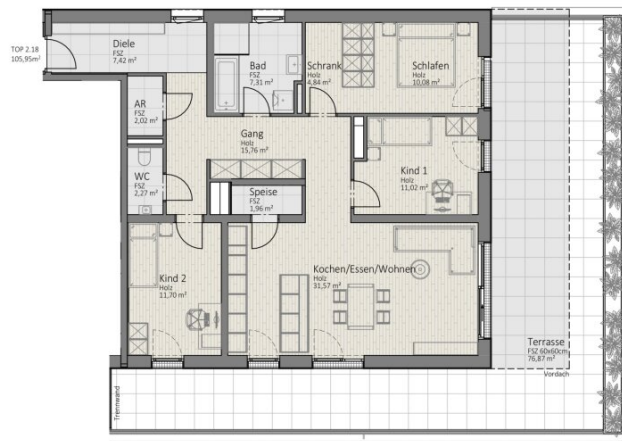 TOP 2.18
105,95m²
Diele
FSZ
7,42 m²
Bad
FSZ
7,31 m²
Schrank
Holz
4,84 m²
Schlafen
Holz
10,08 m²
AR
FSZ
2,02 m²
Gang
Holz
15,76 m²
Kind 1
Holz
11,02 m²
WC
FSZ
2,27 m²
Speise
FSZ
1,96 m²
Kind 2
Holz
11,70 m²
Kochen/Essen/Wohnen
Holz
31,57 m²
Terrasse
FSZ 60x60cm
76,87 m²
Vordach
Trennwand